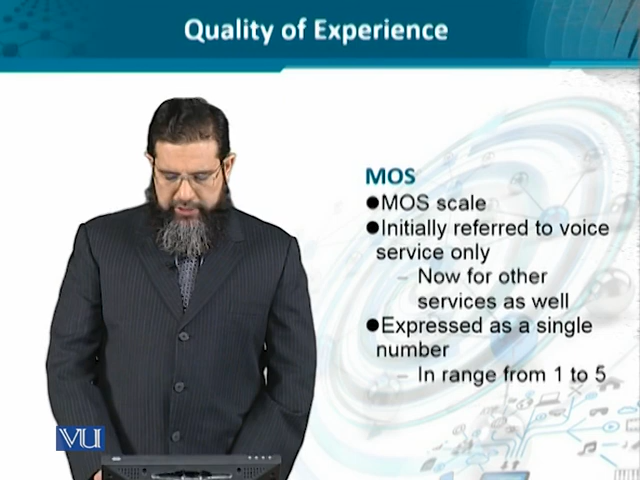 Quality of Experience
MOS
●MOS scale
●Initially referred to voice
service only
– Now for other
services as well
●Expressed as a single
number
– In range from 1 to 5
VU